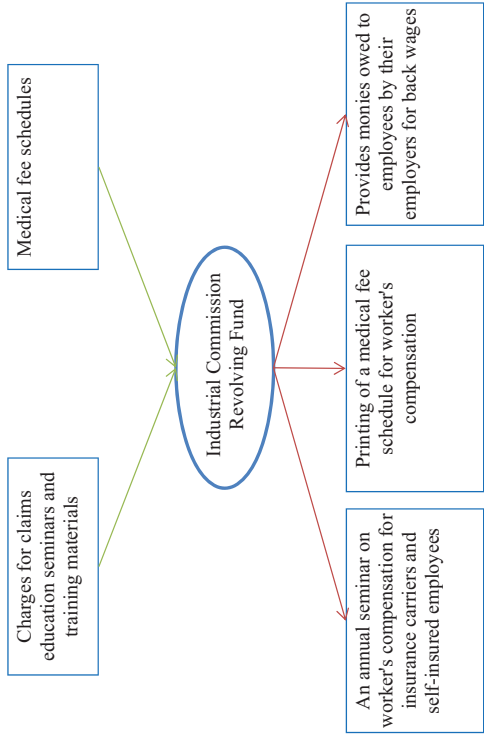 Charges for claims
education seminars and
training materials
Medical fee schedules
Industrial Commission
Revolving Fund
An annual seminar on
worker's compensation for
insurance carriers and
self-insured employees
Printing of a medical fee
schedule for worker's
compensation
Provides monies owed to
employees by their
employers for back wages